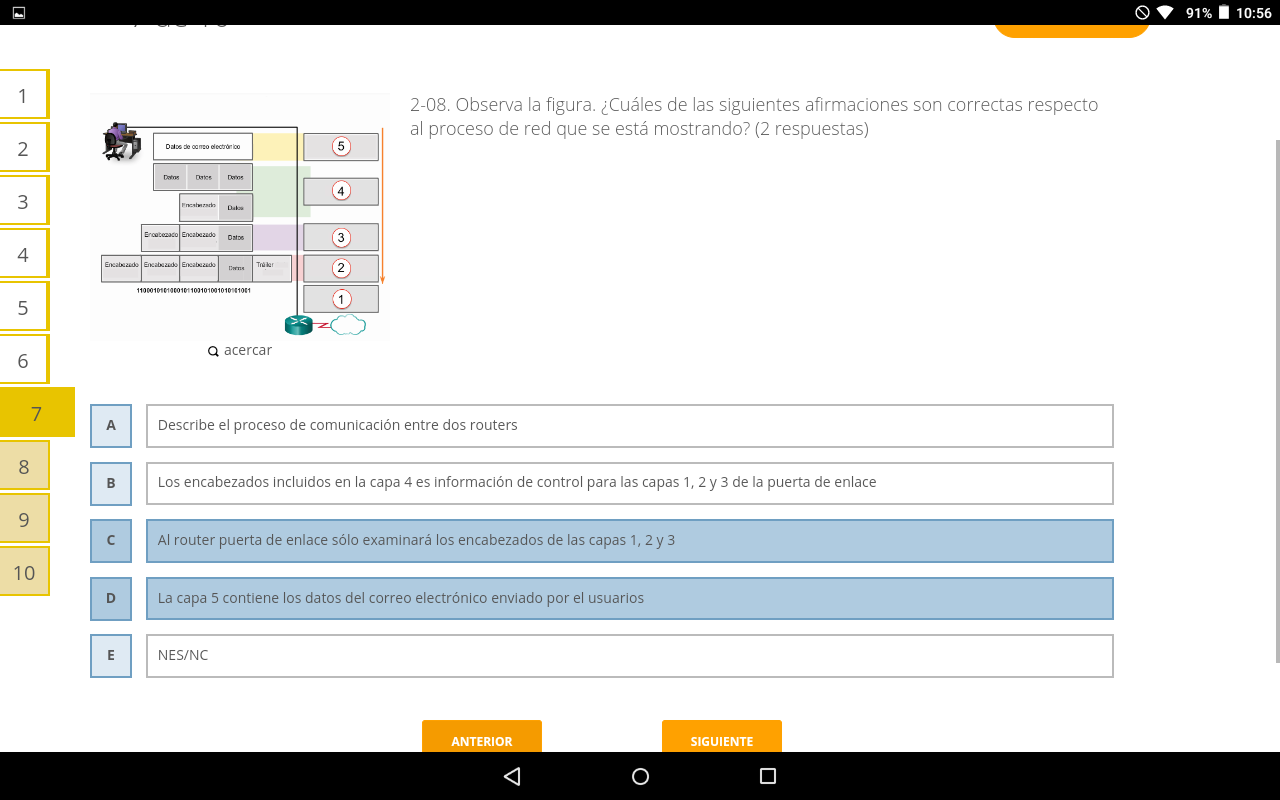 91% 10:56
1
2
3
4
5
6
7
8
9
10
2-08. Observa la figura. ¿Cuáles de las siguientes afirmaciones son correctas respecto
al proceso de red que se está mostrando? (2 respuestas)
Datos de correo electrónico
5
Datos Datos Datos
4
Encabezado Datos
Encabezado Encabezado Datos
3
Encabezado Encabezado Encabezado Datos Tráiler
2
1
acercar
A Describe el proceso de comunicación entre dos routers
B Los encabezados incluidos en la capa 4 es información de control para las capas 1, 2 y 3 de la puerta de enlace
C Al router puerta de enlace sólo examinará los encabezados de las capas 1, 2 y 3
D La capa 5 contiene los datos del correo electrónico enviado por el usuarios
E NES/NC
ANTERIOR SIGUIENTE